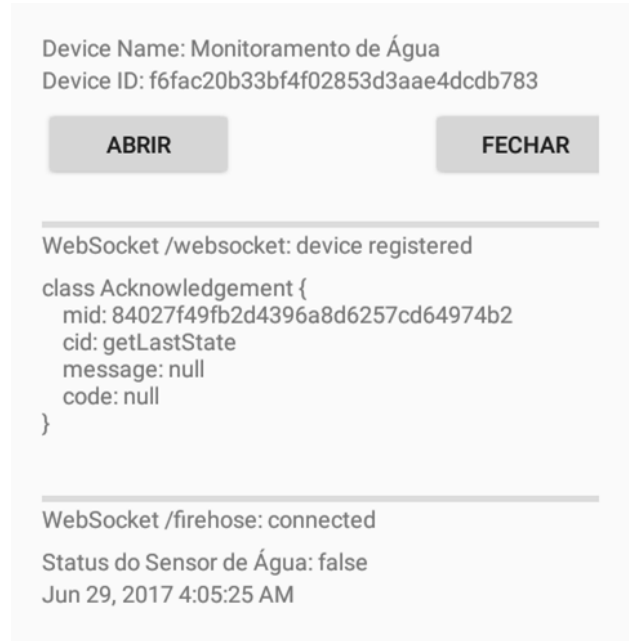 Device Name: Monitoramento de Água
Device ID: f6fac20b33bf4f02853d3aae4dcdb783
ABRIR FECHAR
WebSocket /websocket: device registered
class Acknowledgement {
mid: 84027f49fb2d4396a8d6257cd64974b2
cid: getLastState
message: null
code: null
}
WebSocket /firehose: connected
Status do Sensor de Água: false
Jun 29, 2017 4:05:25 AM